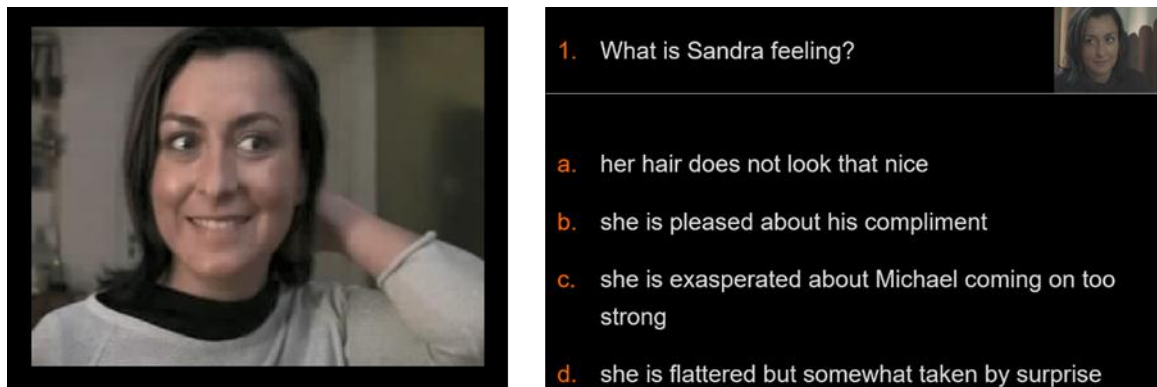 1. What is Sandra feeling?
a. her hair does not look that nice
b. she is pleased about his compliment
c. she is exasperated about Michael coming on too
strong
d. she is flattered but somewhat taken by surprise